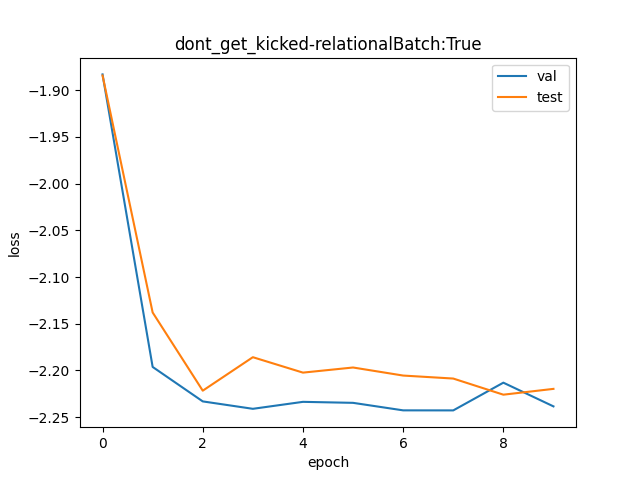 dont_get_kicked-relationalBatch:True
val
test
−1.90
−1.95
−2.00
−2.05
−2.10
−2.15
−2.20
−2.25
loss
0
2
4
6
8
epoch